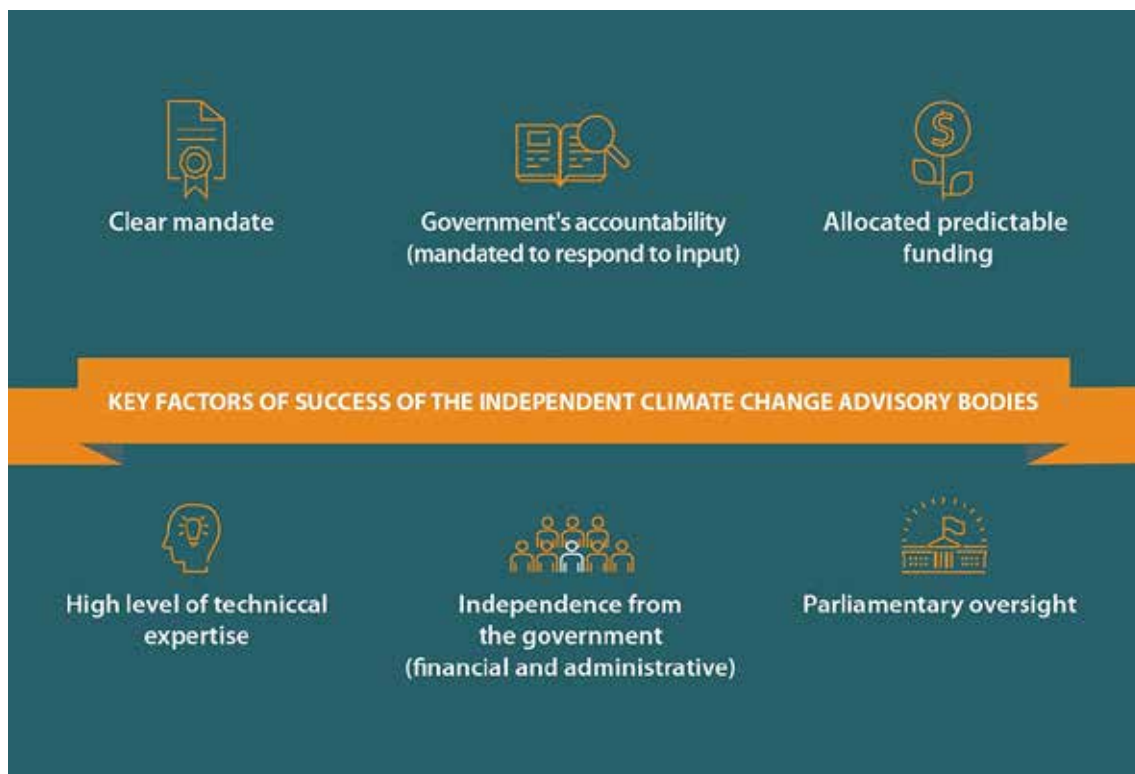 Clear mandate
Government's accountability
(mandated to respond to input)
Allocated predictable
funding
KEY FACTORS OF SUCCESS OF THE INDEPENDENT CLIMATE CHANGE ADVISORY BODIES
High level of techniccal
expertise
Independence from
the government
(financial and administrative)
Parliamentary oversight